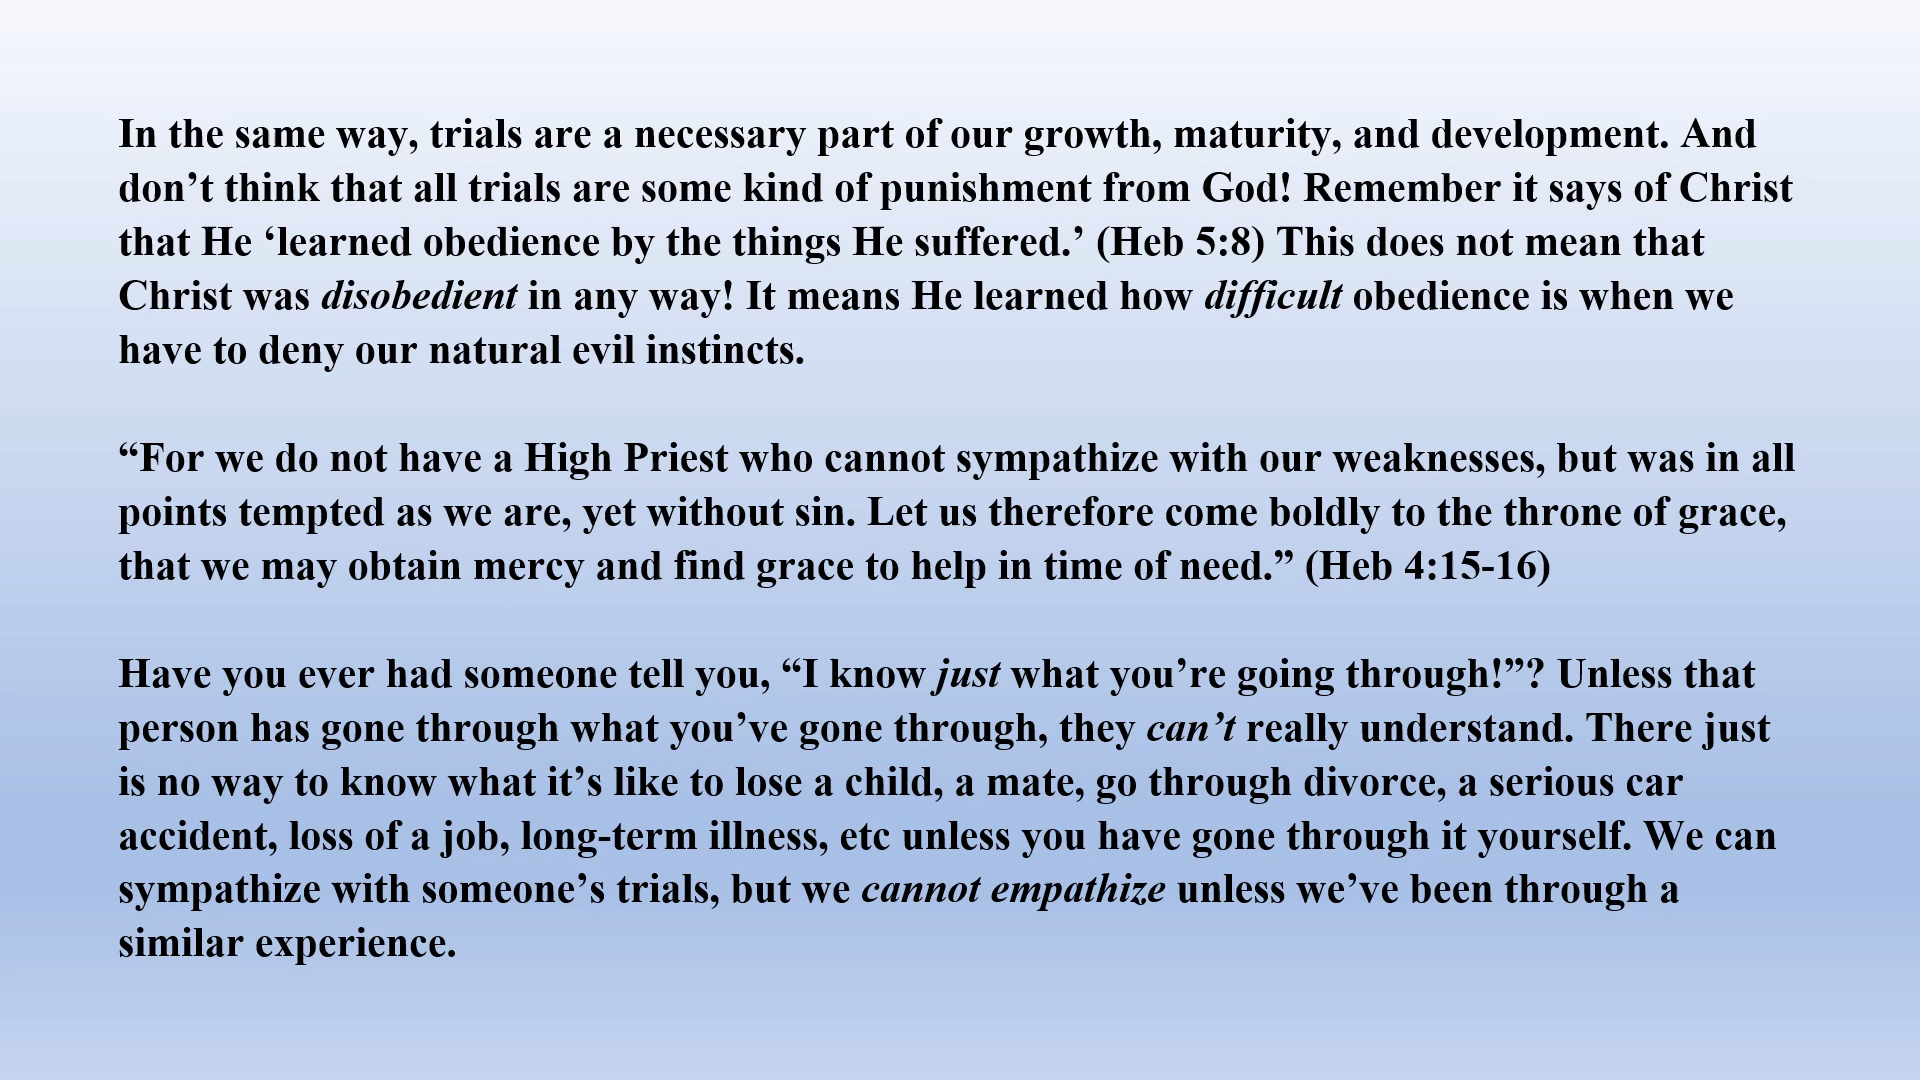 In the same way, trials are a necessary part of our growth, maturity, and development. And
don’t think that all trials are some kind of punishment from God! Remember it says of Christ
that He ‘learned obedience by the things He suffered.’ (Heb 5:8) This does not mean that
Christ was disobedient in any way! It means He learned how difficult obedience is when we
have to deny our natural evil instincts.
“For we do not have a High Priest who cannot sympathize with our weaknesses, but was in all
points tempted as we are, yet without sin. Let us therefore come boldly to the throne of grace,
that we may obtain mercy and find grace to help in time of need.” (Heb 4:15-16)
Have you ever had someone tell you, “I know just what you’re going through!”? Unless that
person has gone through what you’ve gone through, they can’t really understand. There just
is no way to know what it’s like to lose a child, a mate, go through divorce, a serious car
accident, loss of a job, long-term illness, etc unless you have gone through it yourself. We can
sympathize with someone’s trials, but we cannot empathize unless we’ve been through a
similar experience.